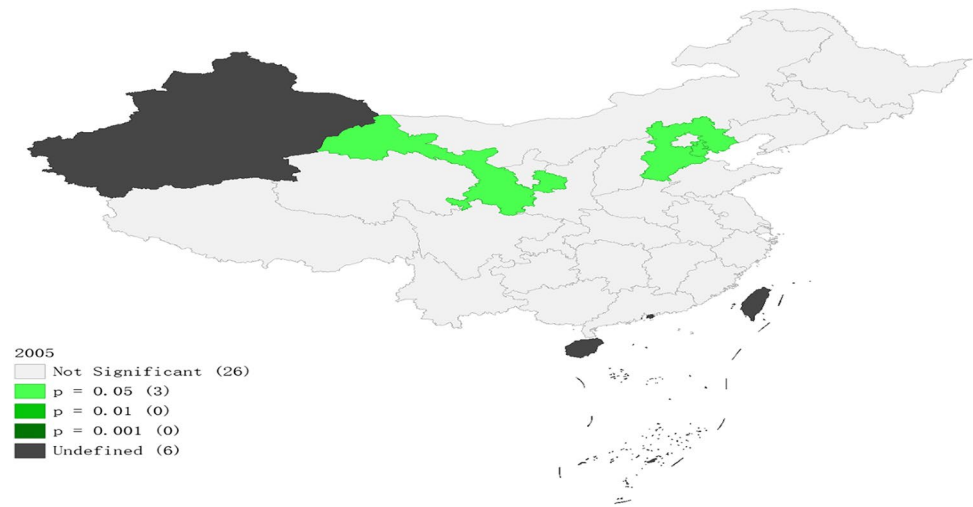 2005
Not Significant (26)
p = 0.05 (3)
p = 0.01 (0)
p = 0.001 (0)
Undefined (6)